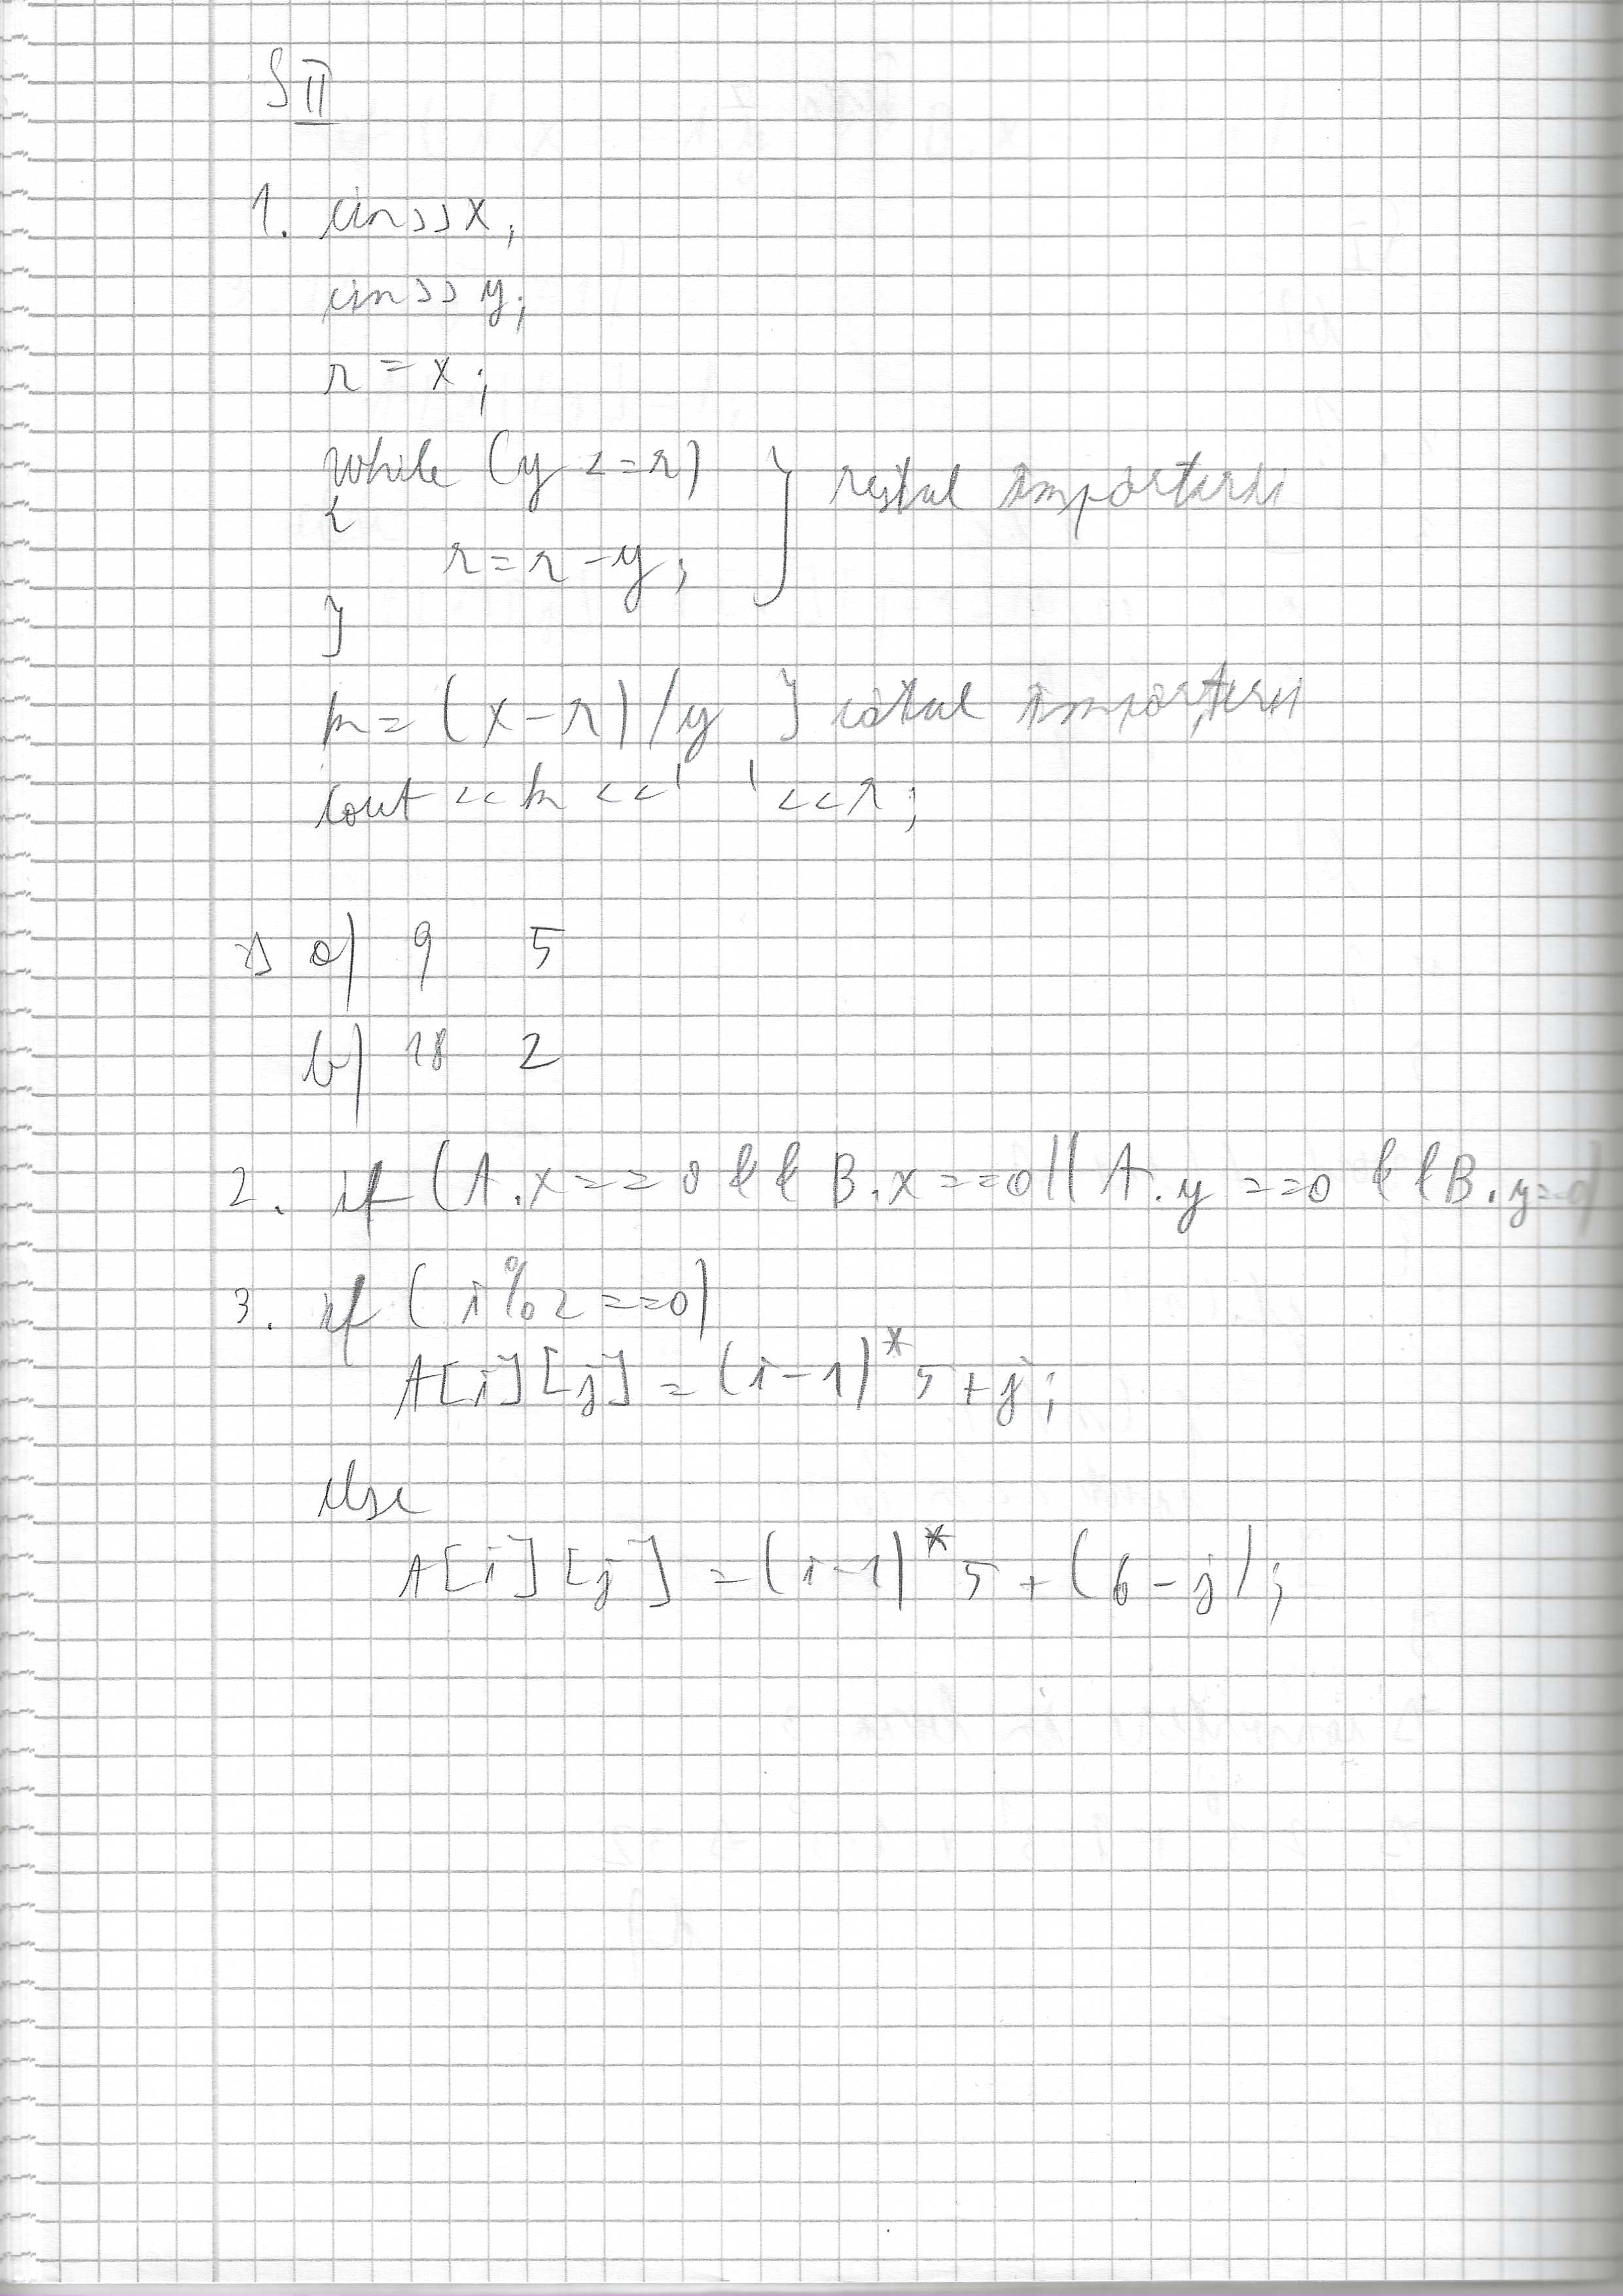 S II
1. cin>>x;
cin>>y;
r = x;
while (y <= r) } restul împărțirii
{
r = r - y;
}
n = (x - r) / y } câtul împărțirii
cout << n << ' ' << r;
a) 9 5
b) 18 2
2. if (A.x == 0 && B.x == 0 || A.y == 0 && B.y == 0)
3. if (i % 2 == 0)
A[i][j] = (i-1)*5+j;
else
A[i][j] = (i-1)*5 + (6-j);